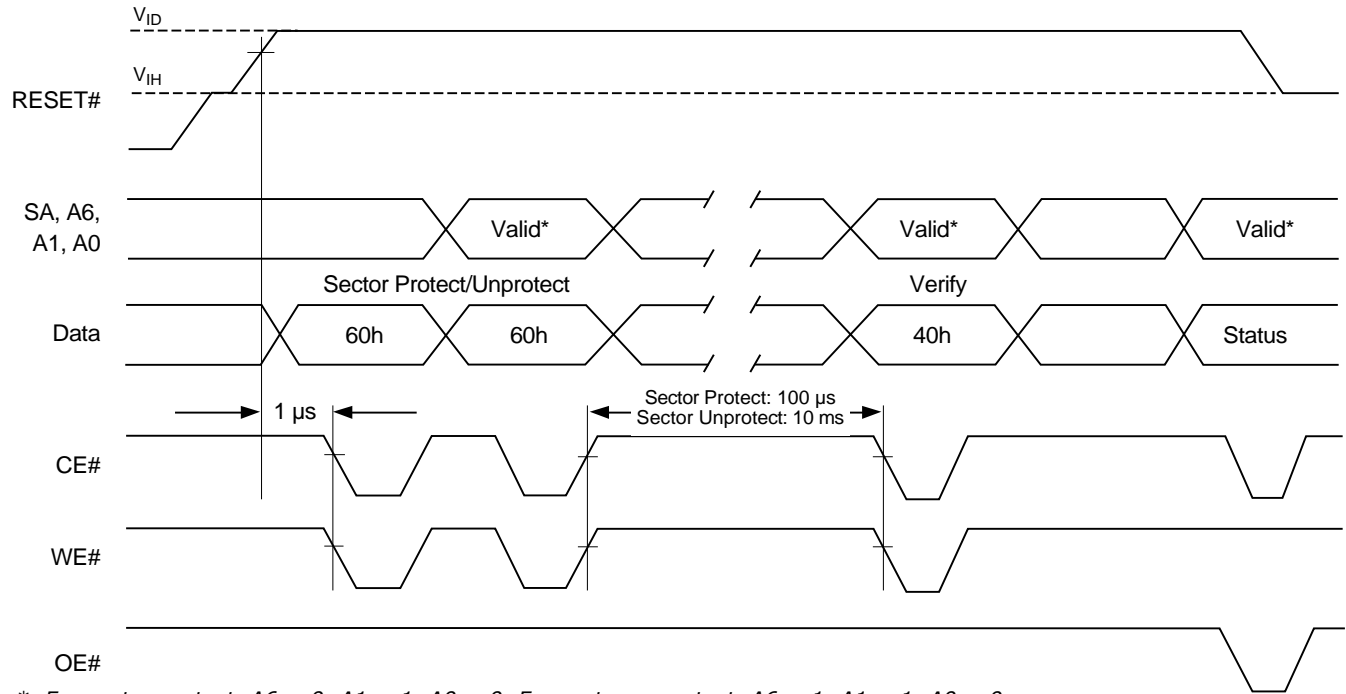 VID
VIH
RESET#
SA, A6,
A1, A0
Valid*
Valid*
Valid*
Sector Protect/Unprotect
Verify
Data
60h
60h
40h
Status
1 µs
Sector Protect: 100 µs
Sector Unprotect: 10 ms
CE#
WE#
OE#